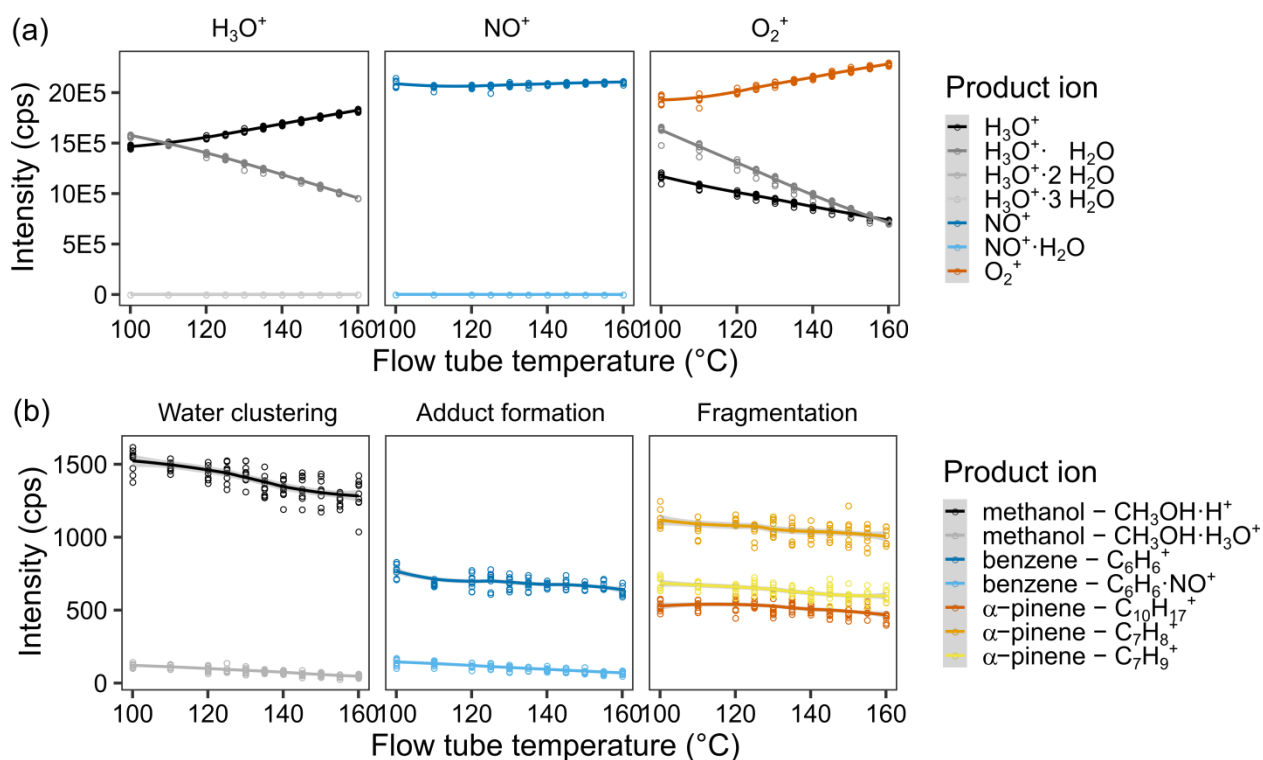 (a)
H₃O⁺ NO⁺ O₂⁺
Intensity (cps)
20E5
15E5
10E5
5E5
0
100 120 140 160 100 120 140 160 100 120 140 160
Flow tube temperature (°C)
Product ion
H₃O⁺
H₃O⁺· H₂O
H₃O⁺·2 H₂O
H₃O⁺·3 H₂O
NO⁺
NO⁺·H₂O
O₂⁺
(b)
Water clustering Adduct formation Fragmentation
Intensity (cps)
1500
1000
500
0
100 120 140 160 100 120 140 160 100 120 140 160
Flow tube temperature (°C)
Product ion
methanol − CH₃OH·H⁺
methanol − CH₃OH·H₃O⁺
benzene − C₆H₆⁺
benzene − C₆H₆·NO⁺
α-pinene − C₁₀H₁₇⁺
α-pinene − C₇H₈⁺
α-pinene − C₇H₉⁺